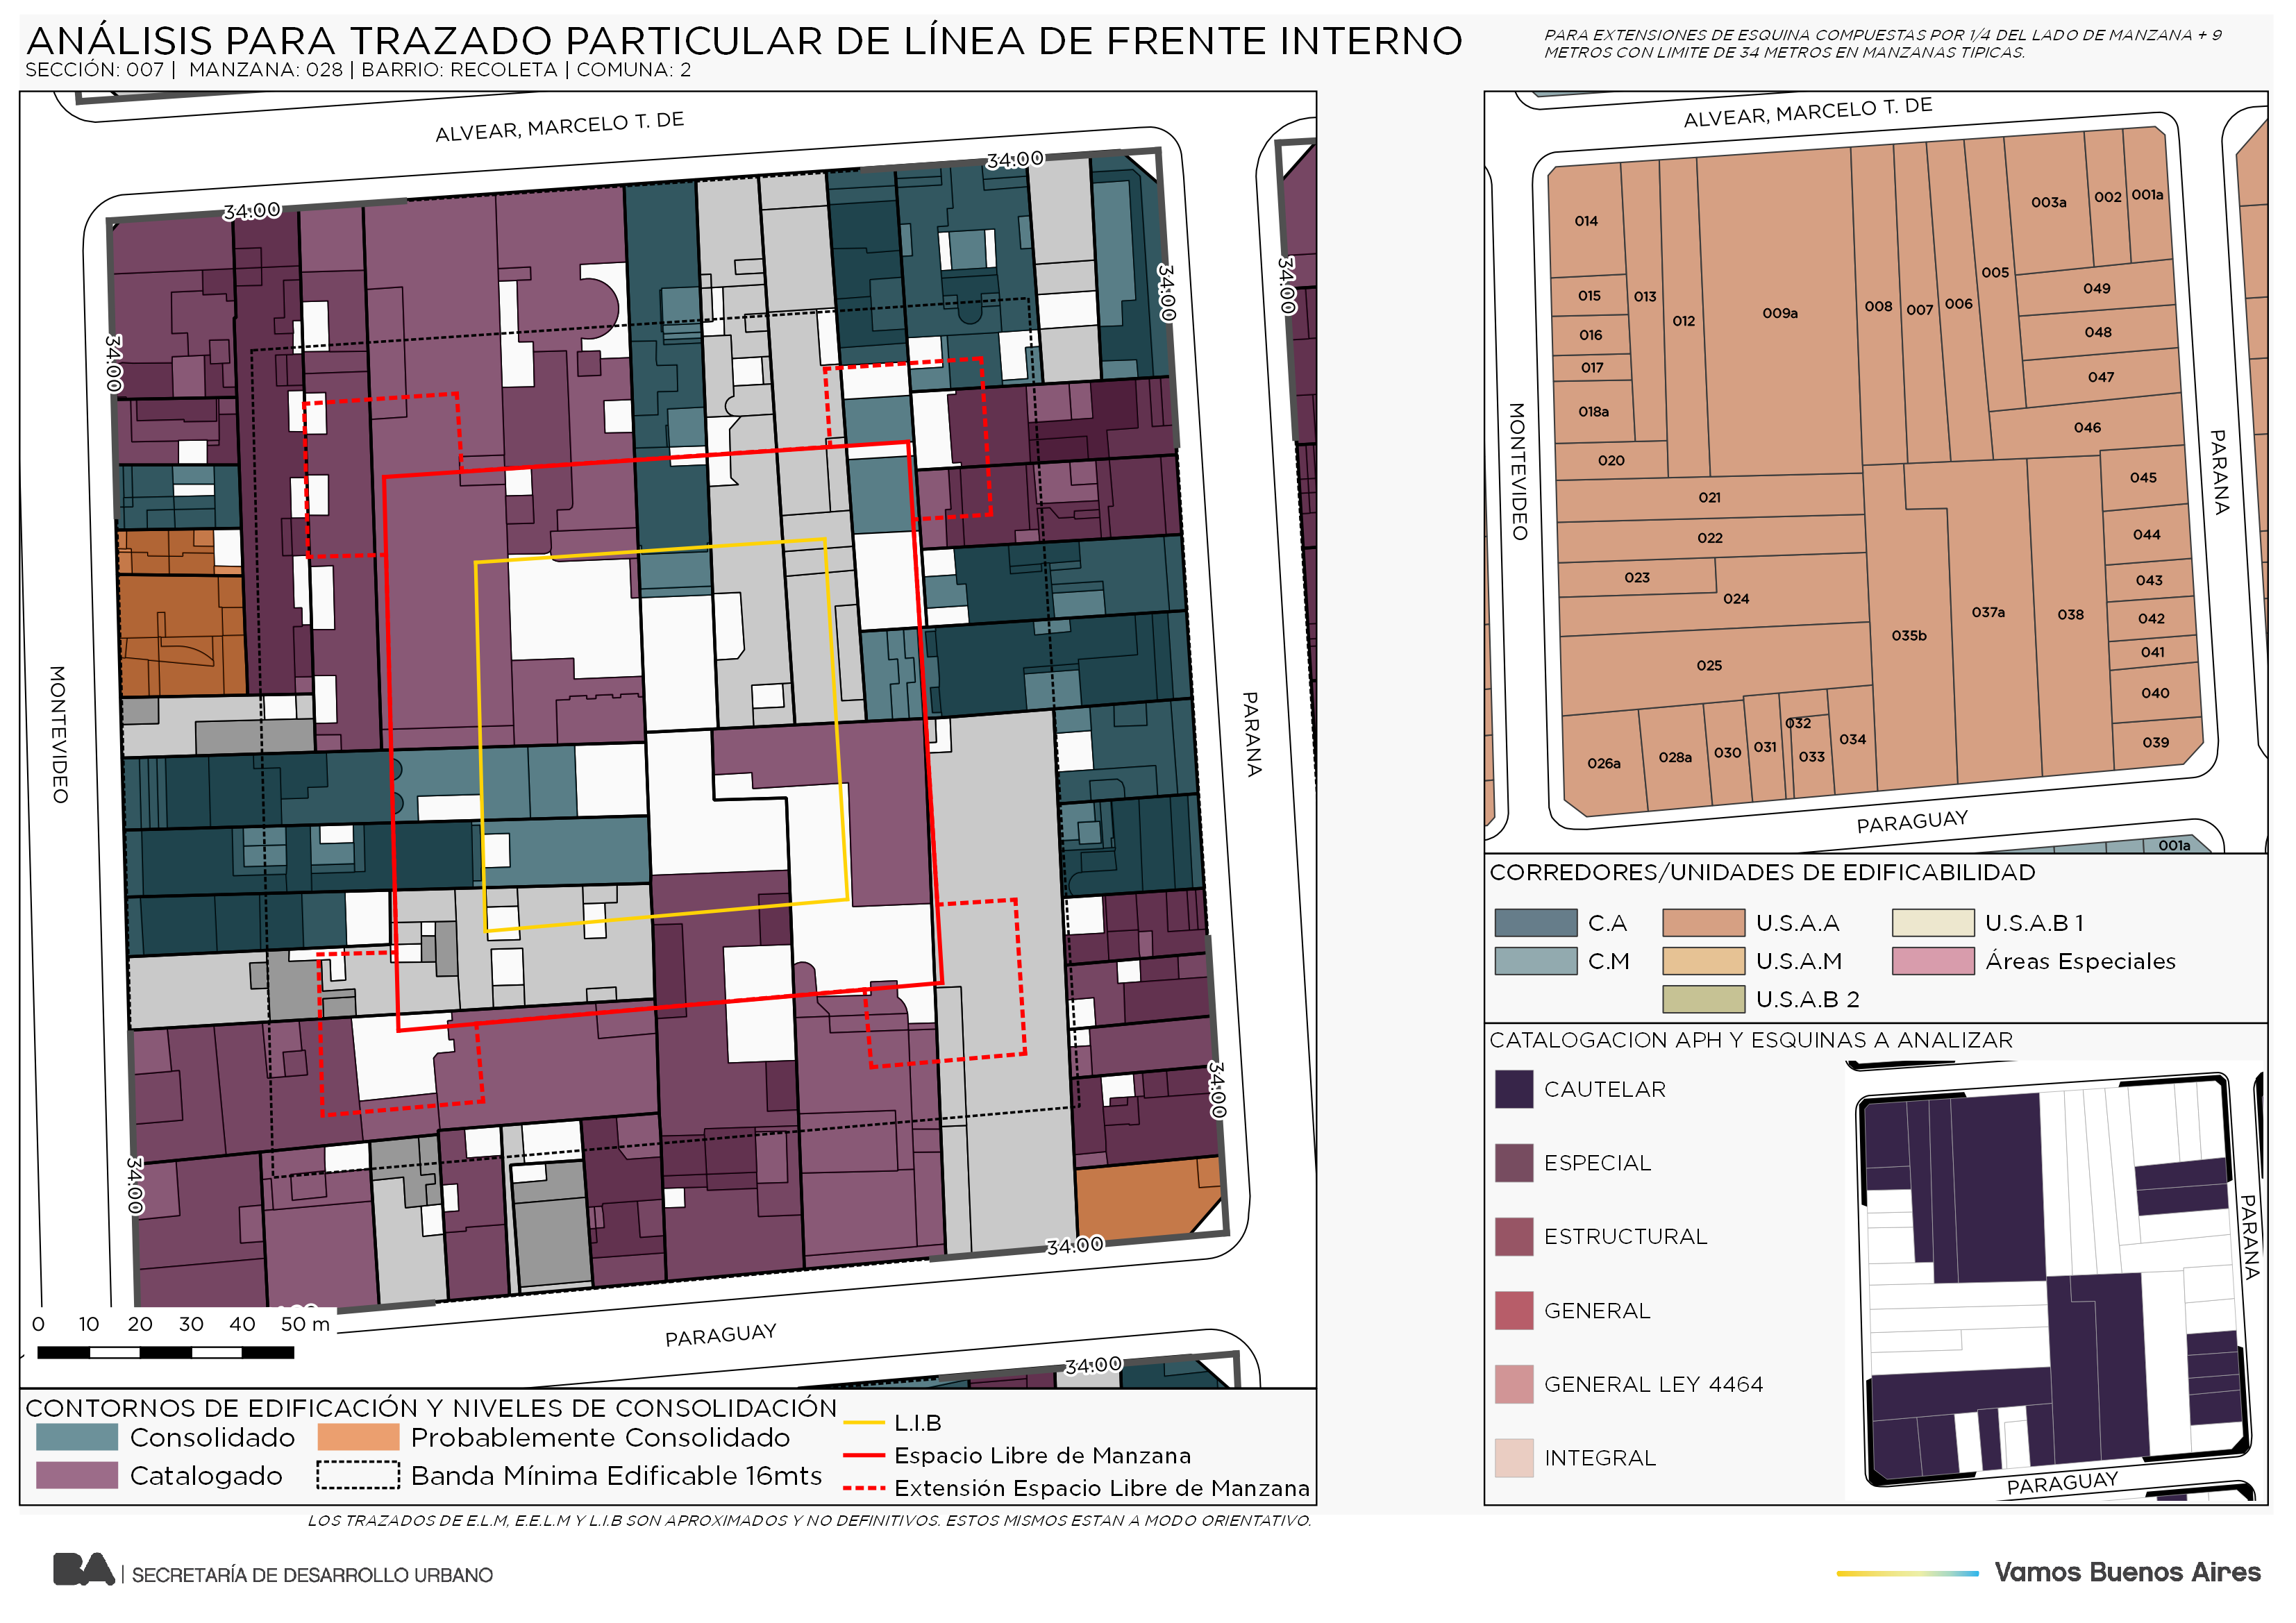 ANÁLISIS PARA TRAZADO PARTICULAR DE LÍNEA DE FRENTE INTERNO
SECCIÓN: 007 | MANZANA: 028 | BARRIO: RECOLETA | COMUNA: 2
PARA EXTENSIONES DE ESQUINA COMPUESTAS POR 1/4 DEL LADO DE MANZANA + 9
METROS CON LIMITE DE 34 METROS EN MANZANAS TIPICAS.
ALVEAR, MARCELO T. DE
34.00
34.00
34.00
34.00
34.00
MONTEVIDEO
PARANA
34.00
34.00
34.00
PARAGUAY
34.00
0 10 20 30 40 50 m
CONTORNOS DE EDIFICACIÓN Y NIVELES DE CONSOLIDACIÓN
Consolidado
Probablemente Consolidado
Catalogado
Banda Mínima Edificable 16mts
L.I.B
Espacio Libre de Manzana
Extensión Espacio Libre de Manzana
LOS TRAZADOS DE E.L.M, E.E.L.M Y L.I.B SON APROXIMADOS Y NO DEFINITIVOS. ESTOS MISMOS ESTAN A MODO ORIENTATIVO.
ALVEAR, MARCELO T. DE
014
013
012
009a
008
007
006
005
003a
002
001a
015
016
017
018a
020
049
048
047
046
021
022
023
024
025
045
044
043
042
041
040
039
035b
037a
038
026a
028a
030
031
032
033
034
MONTEVIDEO
PARANA
PARAGUAY
001a
CORREDORES/UNIDADES DE EDIFICABILIDAD
C.A
U.S.A.A
U.S.A.B 1
C.M
U.S.A.M
Áreas Especiales
U.S.A.B 2
CATALOGACION APH Y ESQUINAS A ANALIZAR
CAUTELAR
ESPECIAL
ESTRUCTURAL
GENERAL
GENERAL LEY 4464
INTEGRAL
PARANA
PARAGUAY
BA | SECRETARÍA DE DESARROLLO URBANO
Vamos Buenos Aires